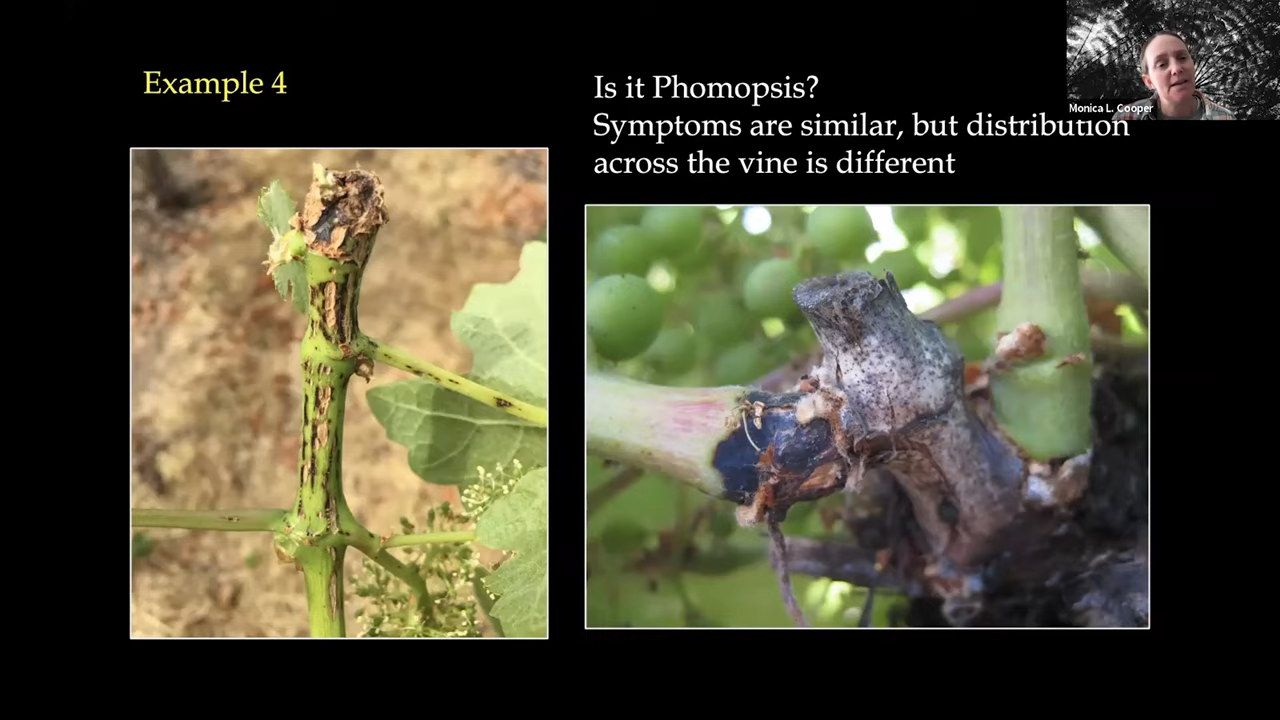 Example 4
Is it Phomopsis?
Symptoms are similar, but distribution
across the vine is different
Monica L. Cooper